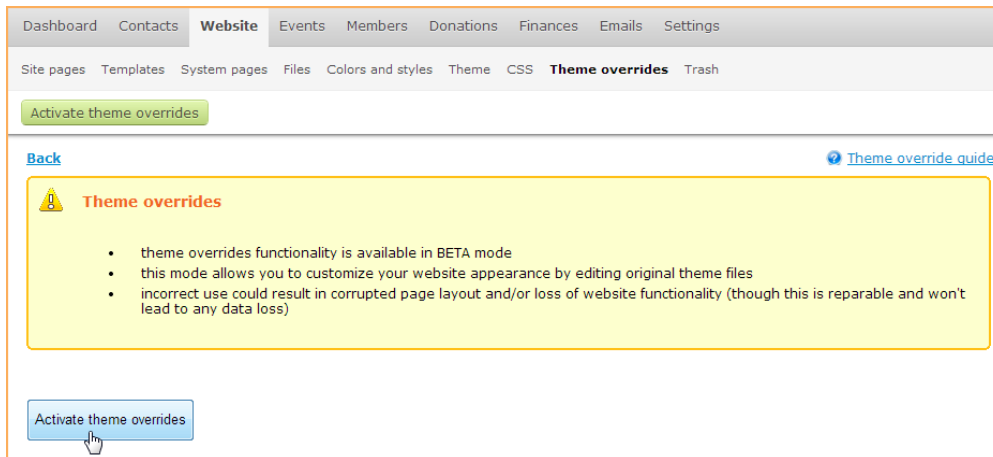 Dashboard Contacts Website Events Members Donations Finances Emails Settings
Site pages Templates System pages Files Colors and styles Theme CSS Theme overrides Trash
Activate theme overrides
Back
Theme override guide
Theme overrides
• theme overrides functionality is available in BETA mode
• this mode allows you to customize your website appearance by editing original theme files
• incorrect use could result in corrupted page layout and/or loss of website functionality (though this is reparable and won't
lead to any data loss)
Activate theme overrides